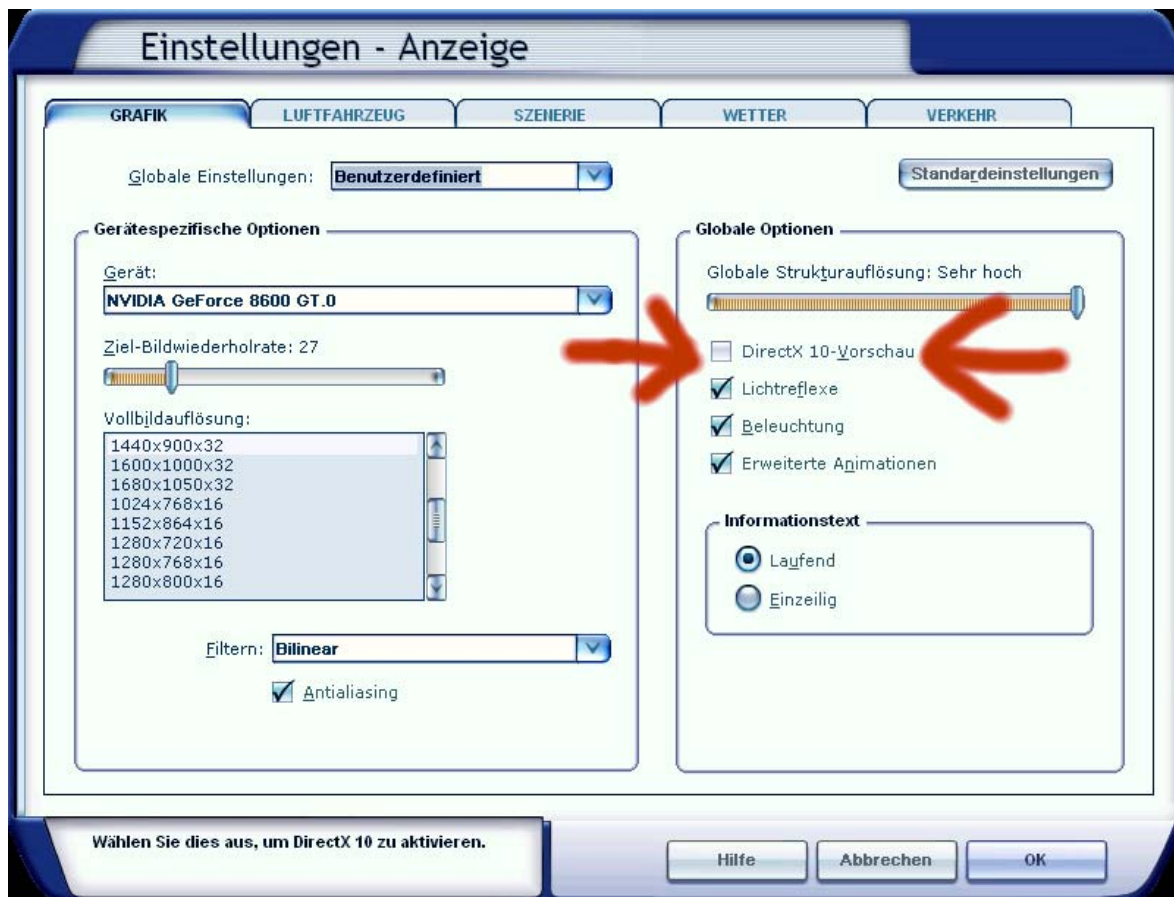 Einstellungen - Anzeige
GRAFIK LUFTFAHRZEUG SZENERIE WETTER VERKEHR
Globale Einstellungen: Benutzerdefiniert
Standardeinstellungen
Gerätespezifische Optionen
Gerät:
NVIDIA GeForce 8600 GT.0
Ziel-Bildwiederholrate: 27
Vollbildauflösung:
1440x900x32
1600x1000x32
1680x1050x32
1024x768x16
1152x864x16
1280x720x16
1280x768x16
1280x800x16
Filtern: Bilinear
Antialiasing
Globale Optionen
Globale Strukturauflösung: Sehr hoch
DirectX 10-Vorschau
Lichtreflexe
Beleuchtung
Erweiterte Animationen
Informationstext
Laufend
Einzeilig
Wählen Sie dies aus, um DirectX 10 zu aktivieren.
Hilfe Abbrechen OK